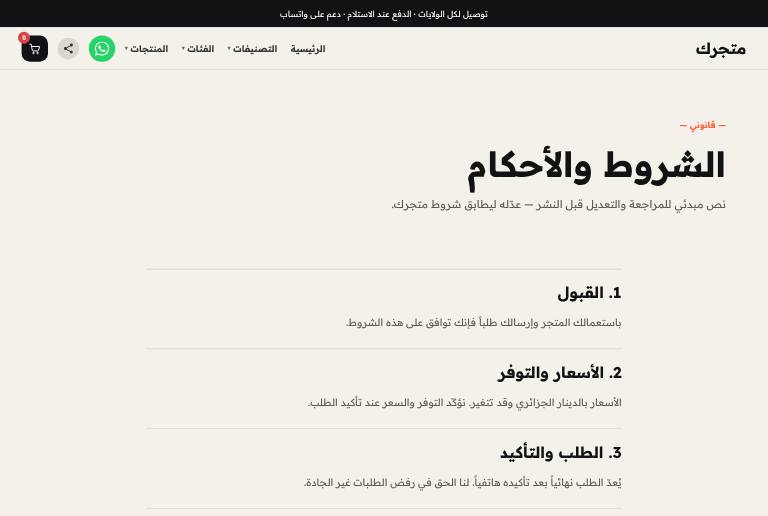 توصيل لكل الولايات · الدفع عند الاستلام · دعم على واتساب
متجرك
الرئيسية
التصنيفات
الفئات
المنتجات
0
— قانوني —
الشروط والأحكام
نص مبدئي للمراجعة والتعديل قبل النشر — عدّله ليطابق شروط متجرك.
1. القبول
باستعمالك المتجر وإرسالك طلباً فإنك توافق على هذه الشروط.
2. الأسعار والتوفر
الأسعار بالدينار الجزائري وقد تتغير. نؤكّد التوفر والسعر عند تأكيد الطلب.
3. الطلب والتأكيد
يُعدّ الطلب نهائياً بعد تأكيده هاتفياً. لنا الحق في رفض الطلبات غير الجادة.